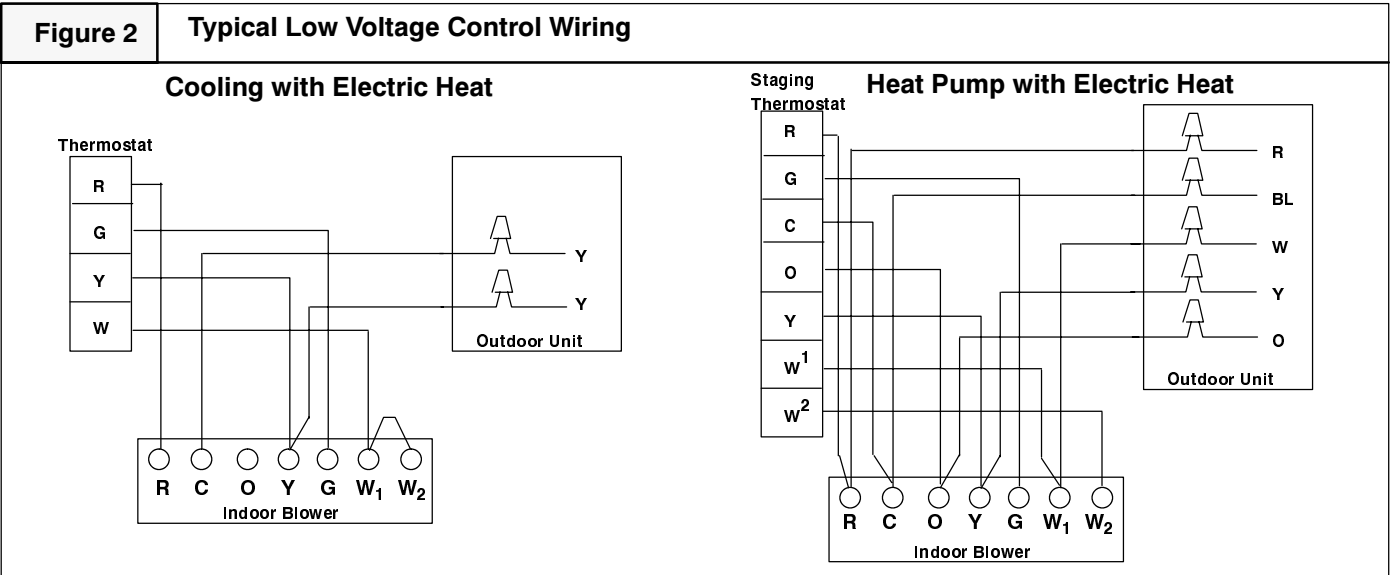 Figure 2
Typical Low Voltage Control Wiring
Cooling with Electric Heat
Thermostat
R
G
Y
W
Y
Y
Outdoor Unit
R C O Y G W1 W2
Indoor Blower
Heat Pump with Electric Heat
Staging
Thermostat
R
G
C
O
Y
W1
W2
R
BL
W
Y
O
Outdoor Unit
R C O Y G W1 W2
Indoor Blower